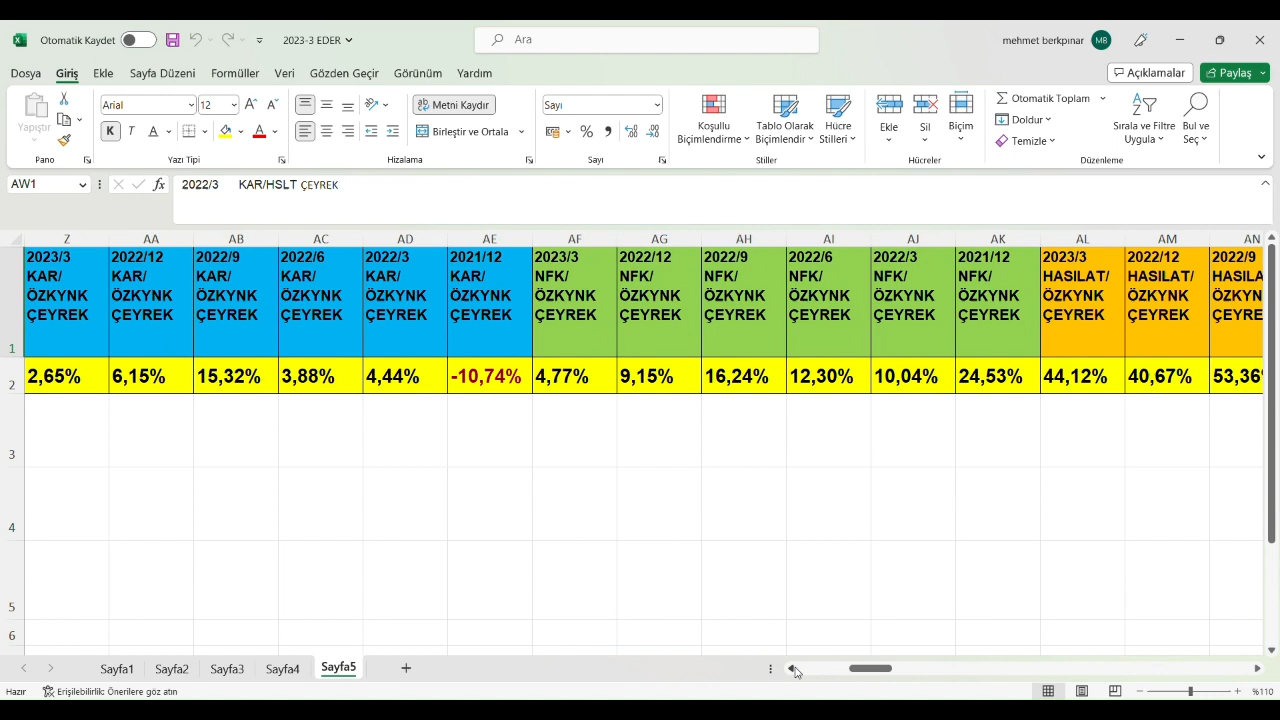 Otomatik Kaydet 2023-3 EDER Ara mehmet berkpınar MB
Dosya Giriş Ekle Sayfa Düzeni Formüller Veri Gözden Geçir Görünüm Yardım Açıklamalar Paylaş
Yapıştır Arial 12 Metni Kaydır Sayı Koşullu Biçimlendirme Tablo Olarak Biçimlendir Hücre Stilleri Ekle Sil Biçim Otomatik Toplam Doldur Temizle Sırala ve Filtre Uygula Bul ve Seç
K T A A Birleştir ve Ortala %
Pano Yazı Tipi Hizalama Sayı Stiller Hücreler Düzenleme
AW1 fx 2022/3 KAR/HSLT ÇEYREK
Z AA AB AC AD AE AF AG AH AI AJ AK AL AM AN
2023/3 2022/12 2022/9 2022/6 2022/3 2021/12 2023/3 2022/12 2022/9 2022/6 2022/3 2021/12 2023/3 2022/12 2022/9
KAR/ KAR/ KAR/ KAR/ KAR/ KAR/ NFK/ NFK/ NFK/ NFK/ NFK/ NFK/ HASILAT/ HASILAT/ HASILA
ÖZKYNK ÖZKYNK ÖZKYNK ÖZKYNK ÖZKYNK ÖZKYNK ÖZKYNK ÖZKYNK ÖZKYNK ÖZKYNK ÖZKYNK ÖZKYNK ÖZKYNK ÖZKYNK ÖZKYN
ÇEYREK ÇEYREK ÇEYREK ÇEYREK ÇEYREK ÇEYREK ÇEYREK ÇEYREK ÇEYREK ÇEYREK ÇEYREK ÇEYREK ÇEYREK ÇEYREK ÇEYRE
1
2 2,65% 6,15% 15,32% 3,88% 4,44% -10,74% 4,77% 9,15% 16,24% 12,30% 10,04% 24,53% 44,12% 40,67% 53,36%
3
4
5
6
Sayfa1 Sayfa2 Sayfa3 Sayfa4 Sayfa5
Hazır Erişilebilirlik: Önerilere göz atın %110